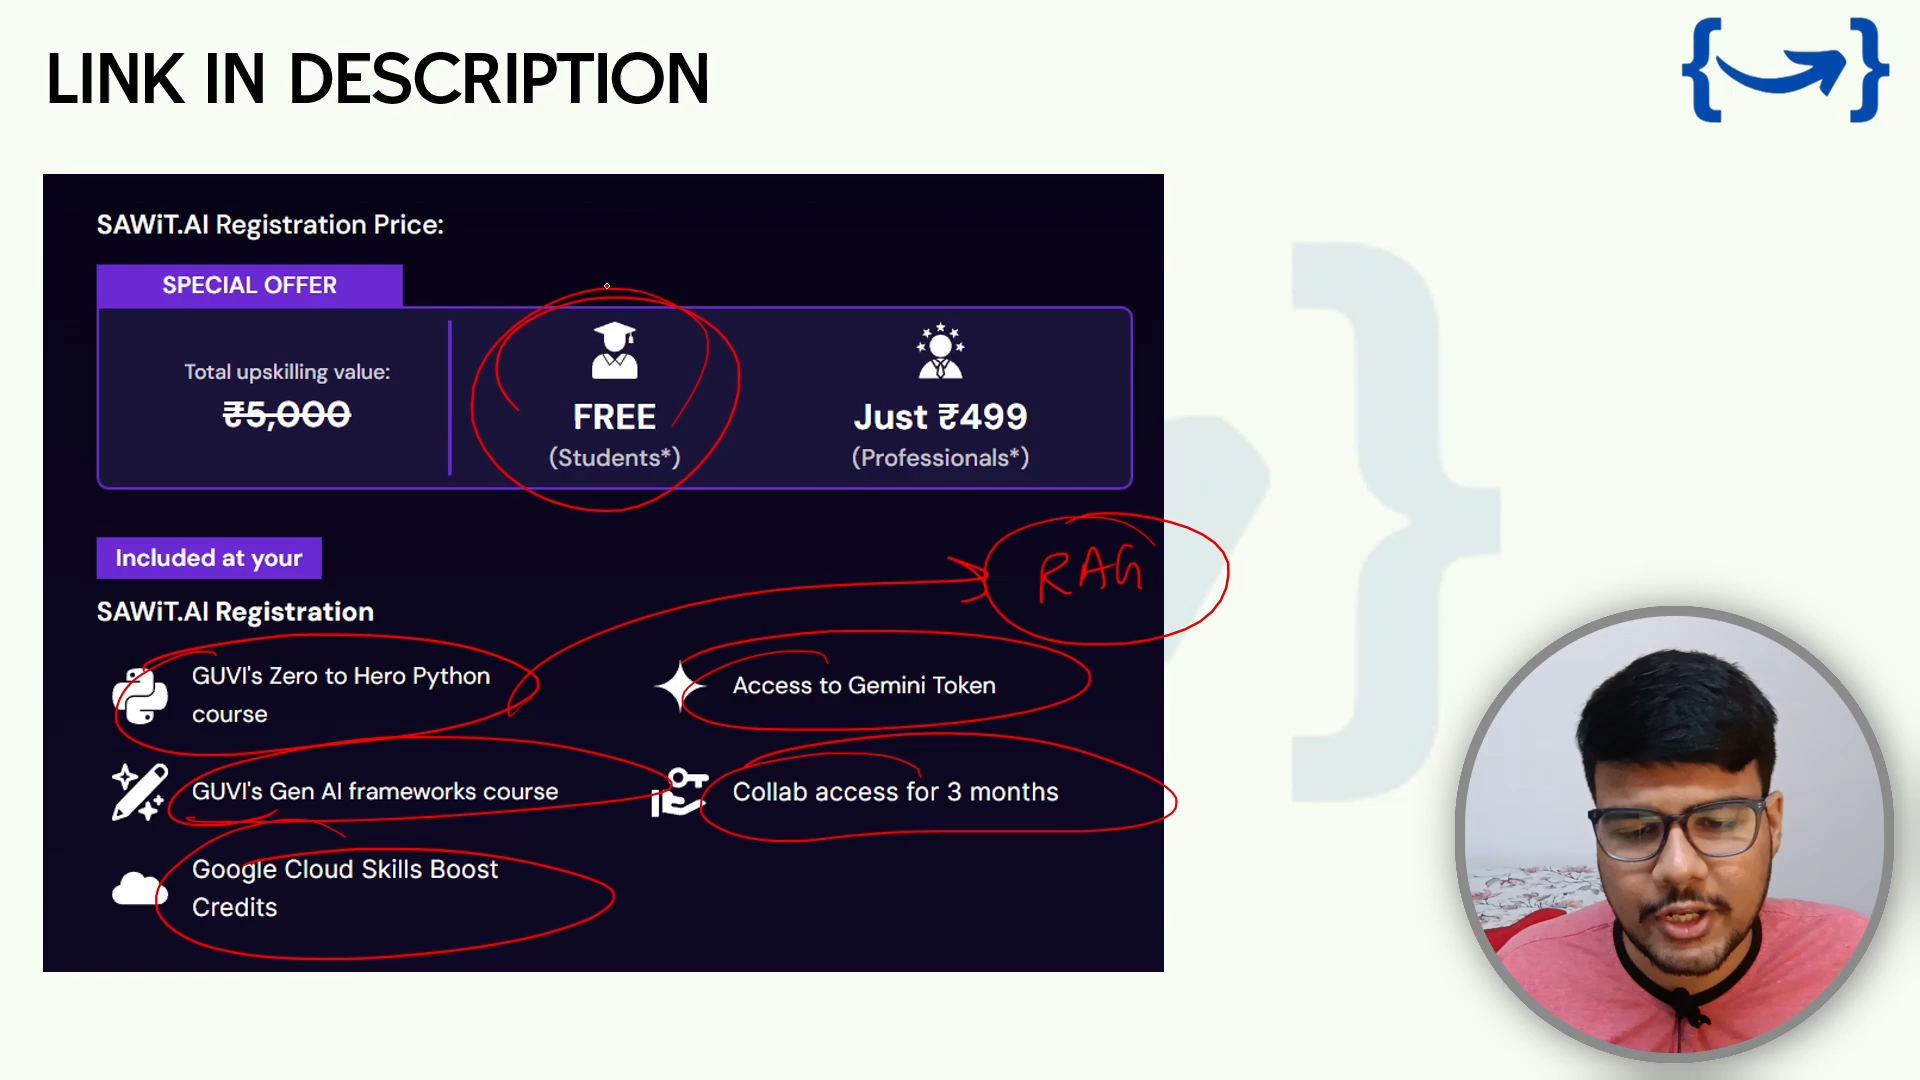 LINK IN DESCRIPTION
SAWiT.AI Registration Price:
SPECIAL OFFER
Total upskilling value:
₹5,000
FREE
(Students*)
Just ₹499
(Professionals*)
Included at your
SAWiT.AI Registration
RAG
GUVI's Zero to Hero Python
course
Access to Gemini Token
GUVI's Gen AI frameworks course
Collab access for 3 months
Google Cloud Skills Boost
Credits